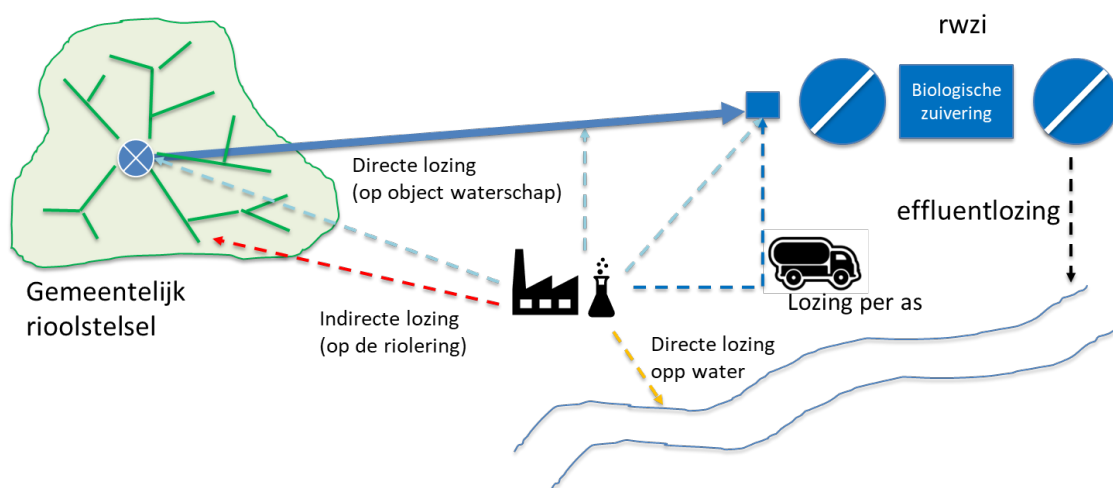 rwzi
Biologische
zuivering
Directe lozing
(op object waterschap)
effluentlozing
Gemeentelijk
rioolstelsel
Indirecte lozing
(op de riolering)
Lozing per as
Directe lozing
opp water